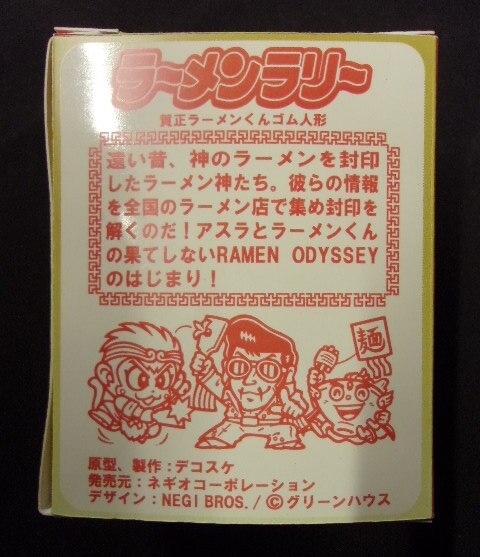 ラーメンラリー
質正ラーメンくんゴム人形
遠い昔、神のラーメンを封印
したラーメン神たち。彼らの情報
を全国のラーメン店で集め封印を
解くのだ！アスラとラーメンくん
の果てしないRAMEN ODYSSEY
のはじまり！
麺
原型、製作：デコスケ
発売元：ネギオコーポレーション
デザイン：NEGI BROS. / ©グリーンハウス